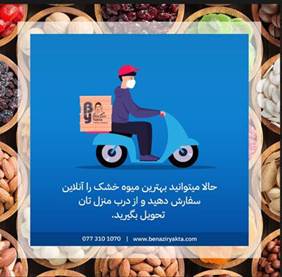 BY
حالا میتوانید بهترین میوه خشک را آنلاین
سفارش دهید و از درب منزل تان
تحویل بگیرید.
077 310 1070 | www.benaziryakta.com